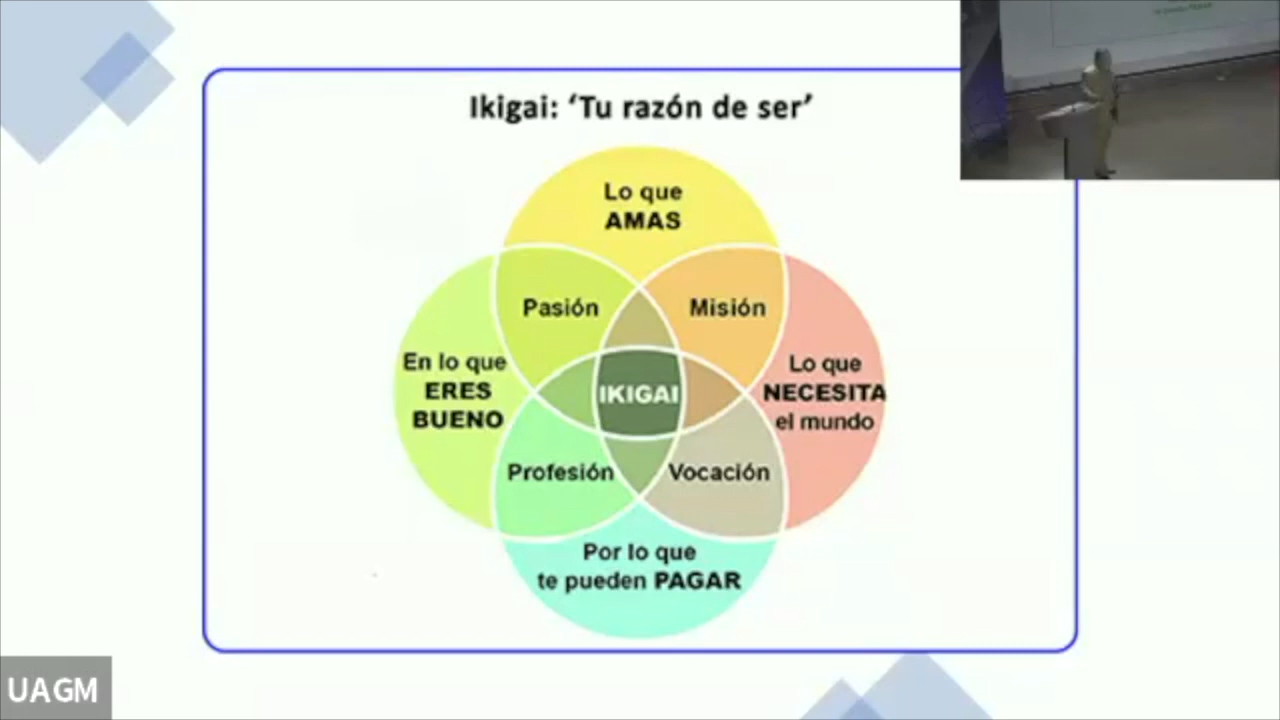 Ikigai: ‘Tu razón de ser’
Lo que
AMAS
Pasión
Misión
En lo que
ERES
BUENO
IKIGAI
Lo que
NECESITA
el mundo
Profesión
Vocación
Por lo que
te pueden PAGAR
UAGM